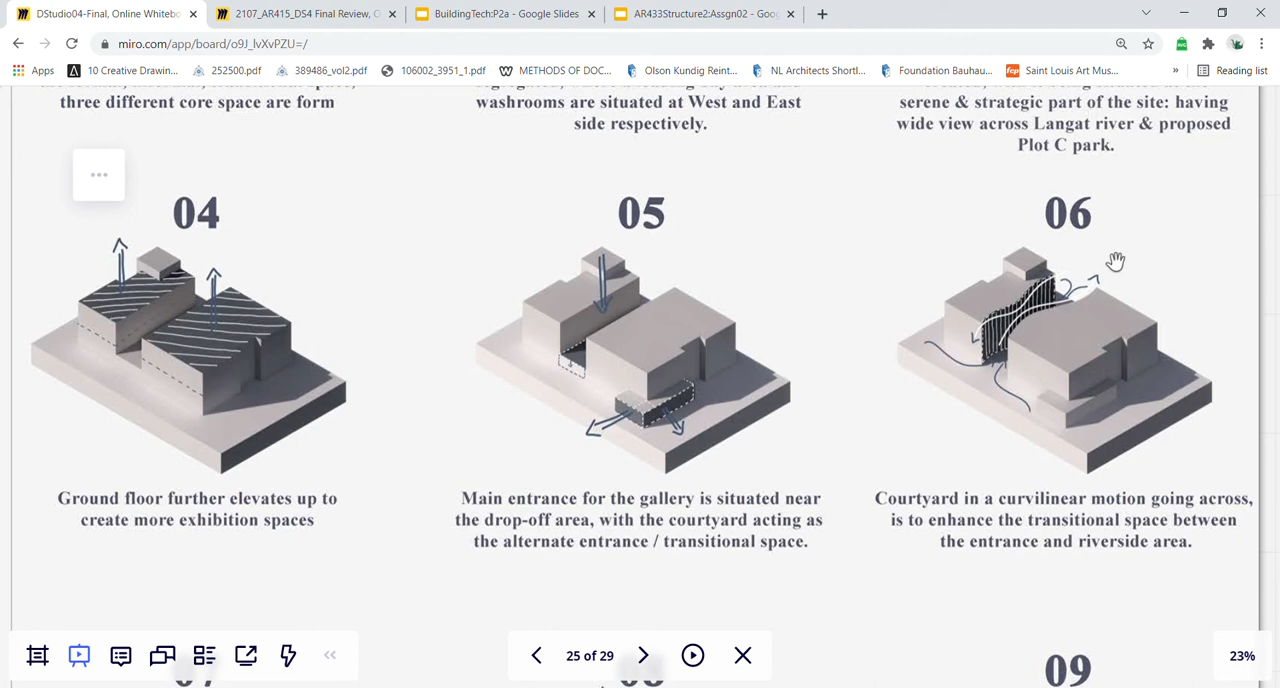 DStudio04-Final, Online Whitebo
2107_AR415_DS4 Final Review, O
BuildingTech:P2a - Google Slides
AR433Structure2:Assgn02 - Goog
miro.com/app/board/o9J_lvXvPZU=/
Apps
10 Creative Drawin...
252500.pdf
389486_vol2.pdf
106002_3951_1.pdf
METHODS OF DOC...
Olson Kundig Reint...
NL Architects Shortl...
Foundation Bauhau...
Saint Louis Art Mus...
»
Reading list
three different core space are form
washrooms are situated at West and East
side respectively.
serene & strategic part of the site: having
wide view across Langat river & proposed
Plot C park.
04
05
06
Ground floor further elevates up to
create more exhibition spaces
Main entrance for the gallery is situated near
the drop-off area, with the courtyard acting as
the alternate entrance / transitional space.
Courtyard in a curvilinear motion going across,
is to enhance the transitional space between
the entrance and riverside area.
25 of 29
23%
07
08
09